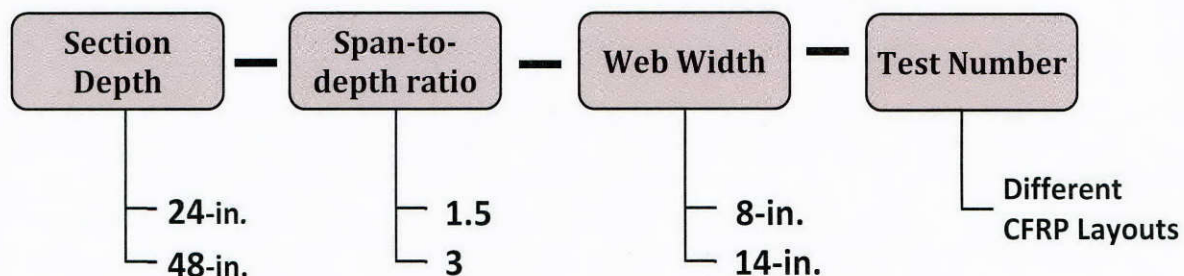 Section
Depth
Span-to-
depth ratio
Web Width
Test Number
24-in.
48-in.
1.5
3
8-in.
14-in.
Different
CFRP Layouts